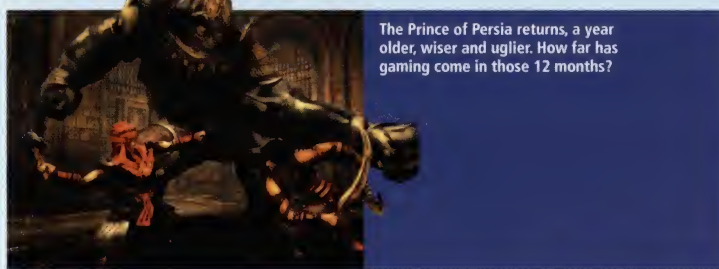 The Prince of Persia returns, a year
older, wiser and uglier. How far has
gaming come in those 12 months?